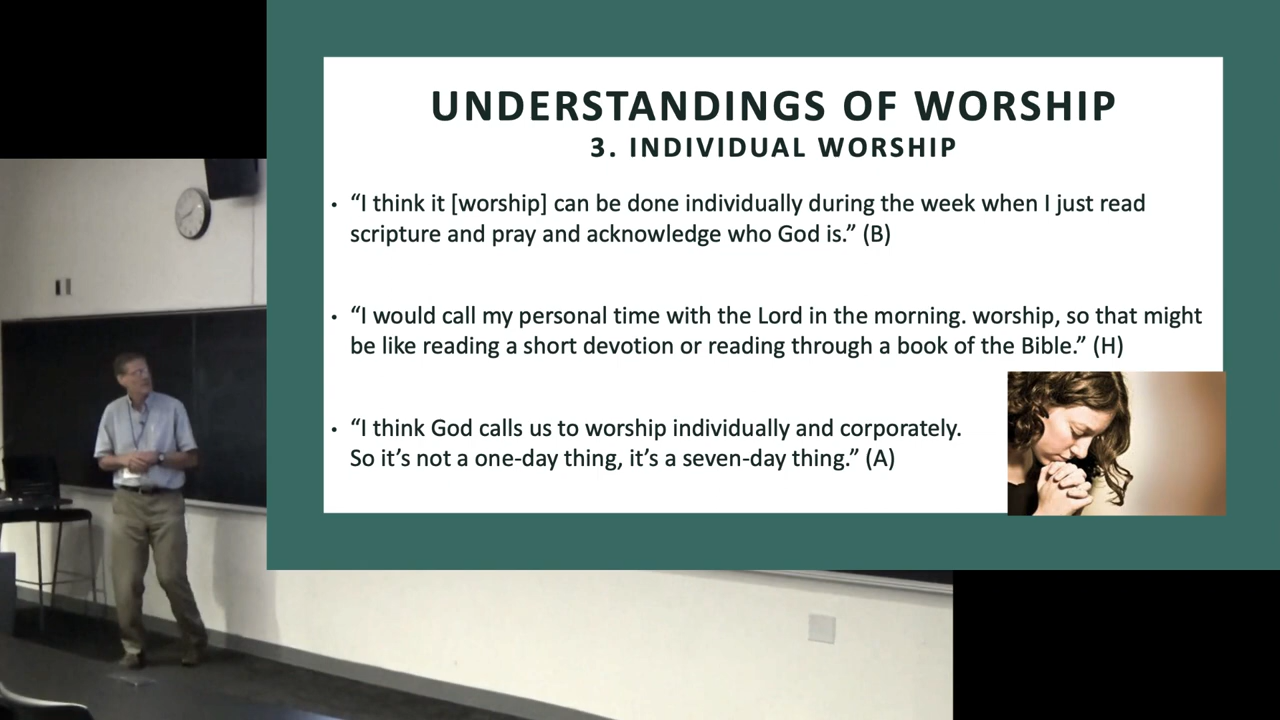 UNDERSTANDINGS OF WORSHIP
3. INDIVIDUAL WORSHIP
• “I think it [worship] can be done individually during the week when I just read
scripture and pray and acknowledge who God is.” (B)
• “I would call my personal time with the Lord in the morning. worship, so that might
be like reading a short devotion or reading through a book of the Bible.” (H)
• “I think God calls us to worship individually and corporately.
So it’s not a one-day thing, it’s a seven-day thing.” (A)